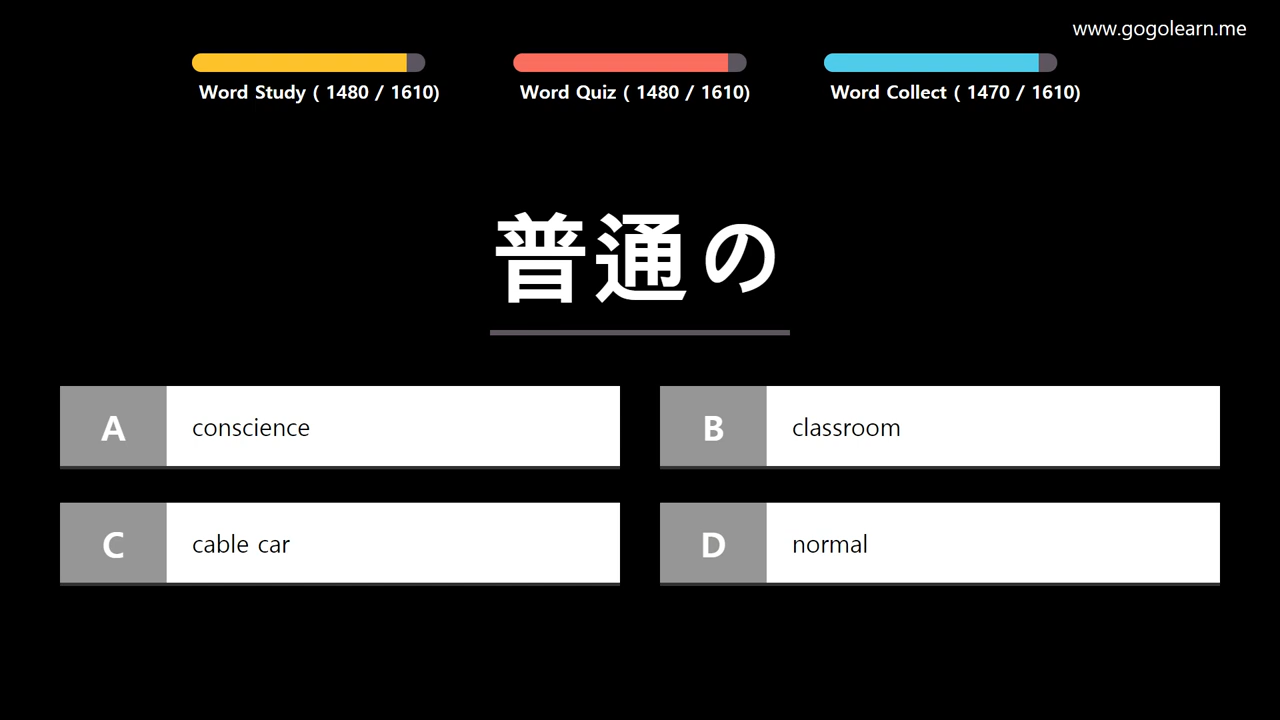 www.gogolearn.me
Word Study ( 1480 / 1610)
Word Quiz ( 1480 / 1610)
Word Collect ( 1470 / 1610)
普通の
A conscience
B classroom
C cable car
D normal